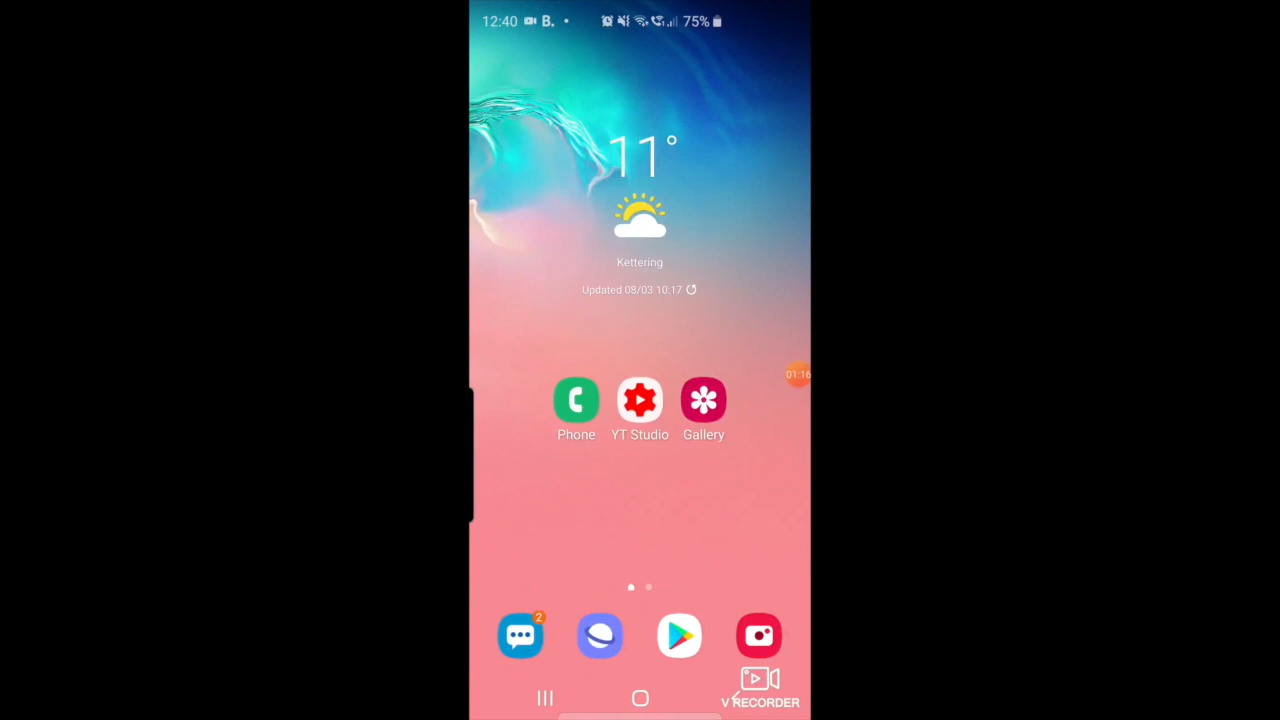 12:40 B. 75%
11°
Kettering
Updated 08/03 10:17
01:16
Phone YT Studio Gallery
2
V RECORDER